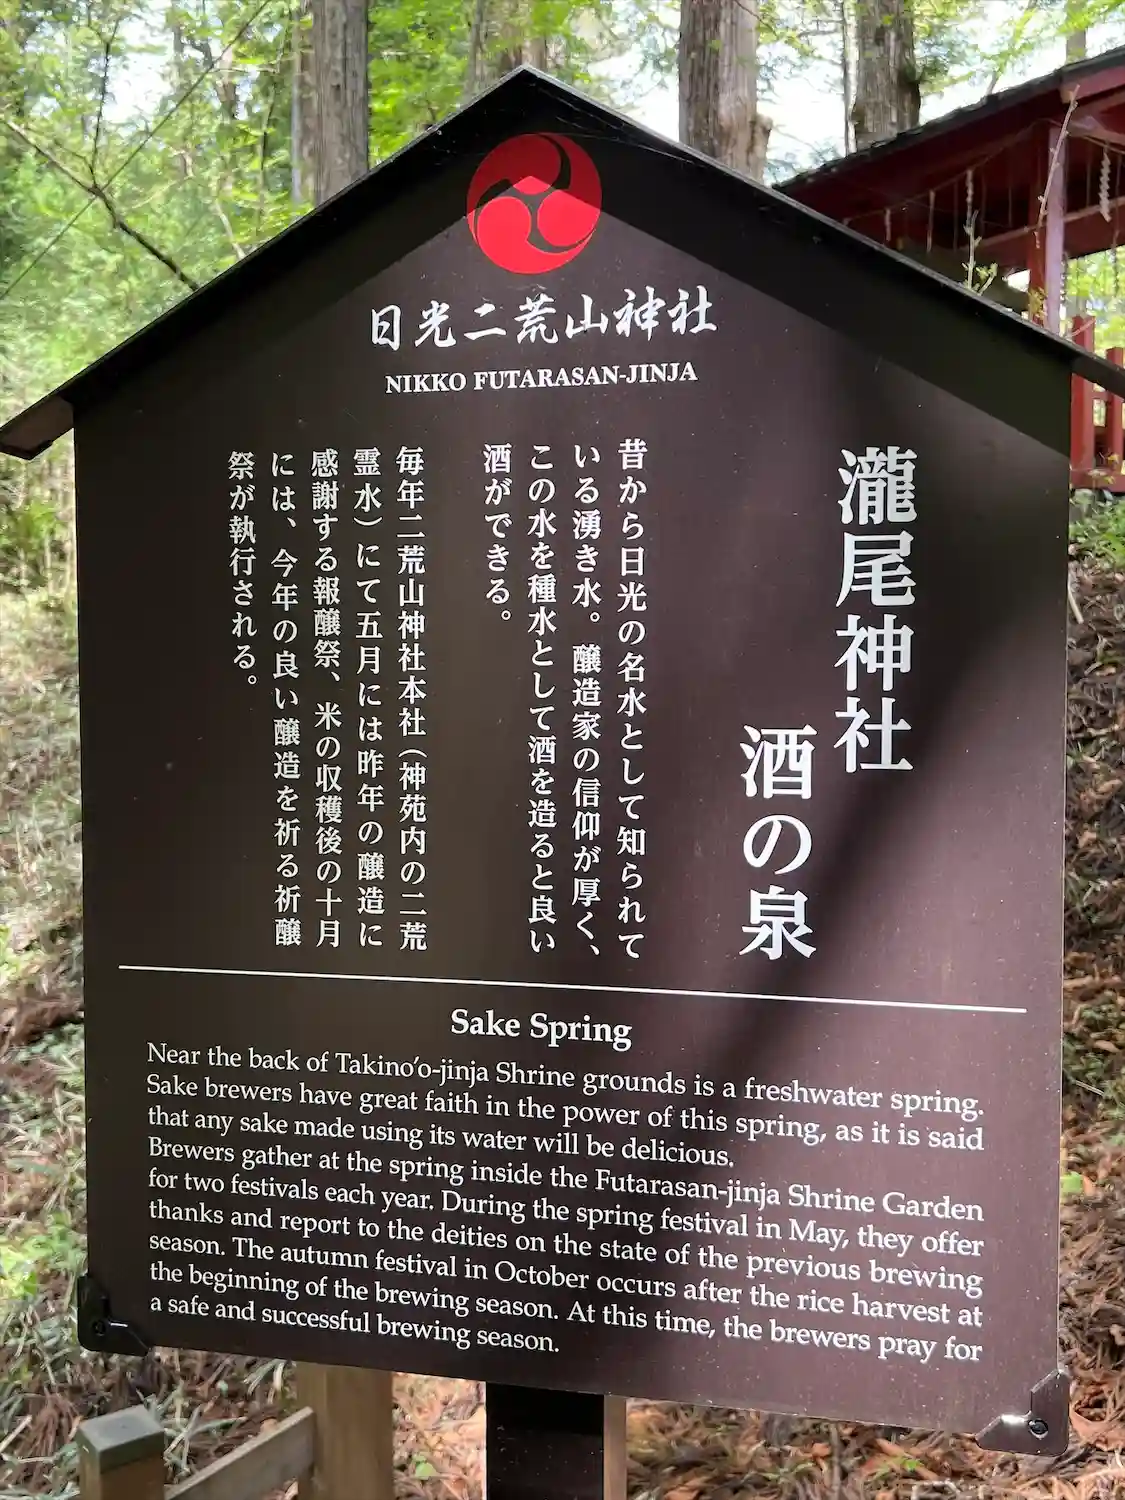 日光二荒山神社
NIKKO FUTARASAN-JINJA
瀧尾神社
酒の泉
昔から日光の名水として知られて
いる湧き水。醸造家の信仰が厚く、
この水を種水として酒を造ると良い
酒ができる。
毎年二荒山神社本社（神苑内の二荒
霊水）にて五月には昨年の醸造に
感謝する報醸祭、米の収穫後の十月
には、今年の良い醸造を祈る祈醸
祭が執行される。
Sake Spring
Near the back of Takino’o-jinja Shrine grounds is a freshwater spring.
Sake brewers have great faith in the power of this spring, as it is said
that any sake made using its water will be delicious.
Brewers gather at the spring inside the Futarasan-jinja Shrine Garden
for two festivals each year. During the spring festival in May, they offer
thanks and report to the deities on the state of the previous brewing
season. The autumn festival in October occurs after the rice harvest at
the beginning of the brewing season. At this time, the brewers pray for
a safe and successful brewing season.